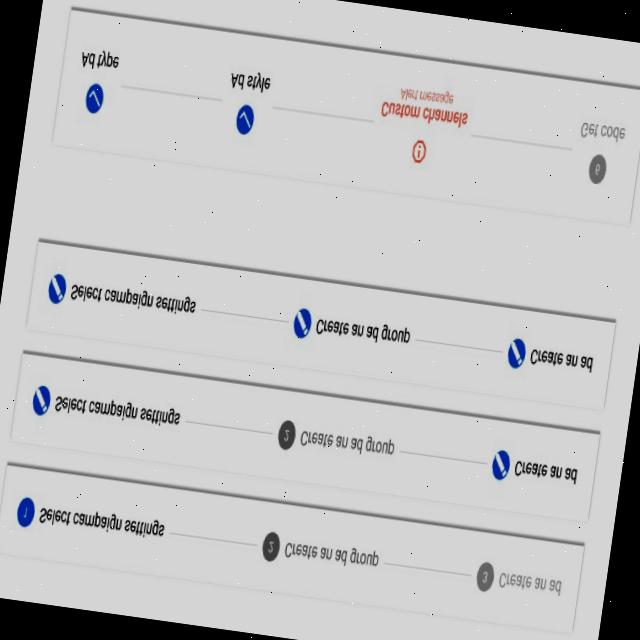 1 Select campaign settings 2 Create an ad group 3 Create an ad
Select campaign settings 2 Create an ad group Create an ad
Select campaign settings Create an ad group Create an ad
Ad type
Ad style
Custom channels
Alert message
Get code